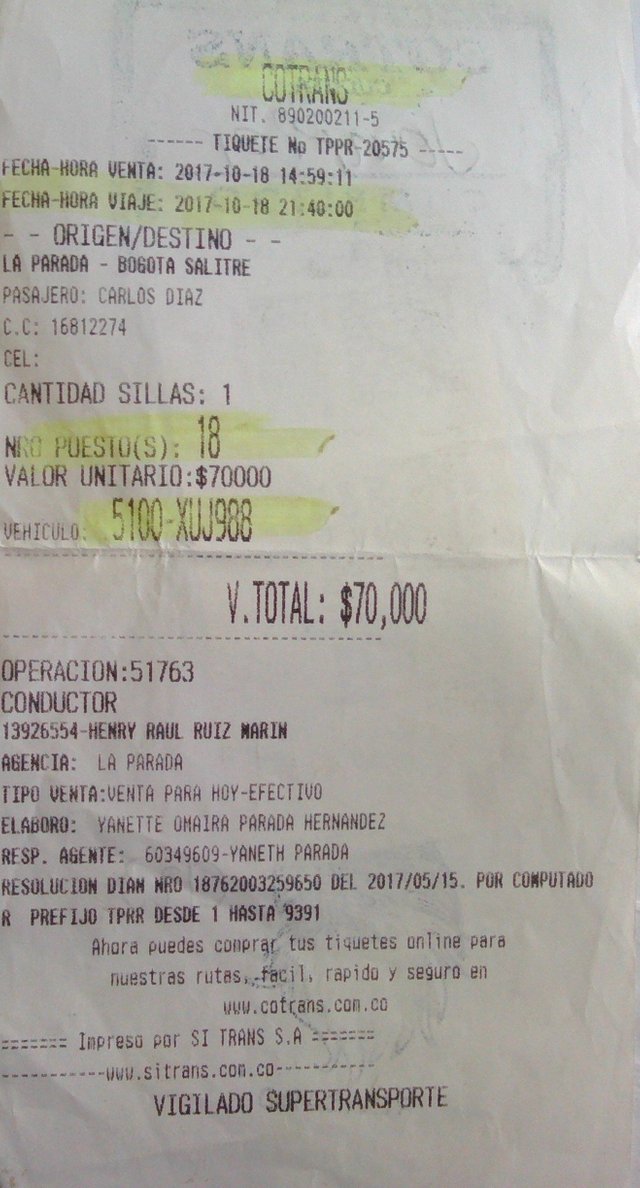 COTRANS
NIT. 890200211-5
------ TIQUETE No TPPR-20575 -----
FECHA-HORA VENTA: 2017-10-18 14:59:11
FECHA-HORA VIAJE: 2017-10-18 21:40:00
- - ORIGEN/DESTINO - -
LA PARADA - BOGOTA SALITRE
PASAJERO: CARLOS DIAZ
C.C: 16812274
CEL:
CANTIDAD SILLAS: 1
NRO PUESTO(S): 18
VALOR UNITARIO:$70000
VEHICULO: 5100-XUJ988
V.TOTAL: $70,000
OPERACION:51763
CONDUCTOR
13926554-HENRY RAUL RUIZ MARIN
AGENCIA: LA PARADA
TIPO VENTA:VENTA PARA HOY-EFECTIVO
ELABORO: YANETTE OMAIRA PARADA HERNANDEZ
RESP. AGENTE: 60349609-YANETH PARADA
RESOLUCION DIAN NRO 18762003259650 DEL 2017/05/15. POR COMPUTADO
R PREFIJO TPRR DESDE 1 HASTA 9391
Ahora puedes comprar tus tiquetes online para
nuestras rutas, facil, rapido y seguro en
www.cotrans.com.co
======= Impreso por SI TRANS S.A =======
-----------www.sitrans.com.co-----------
VIGILADO SUPERTRANSPORTE